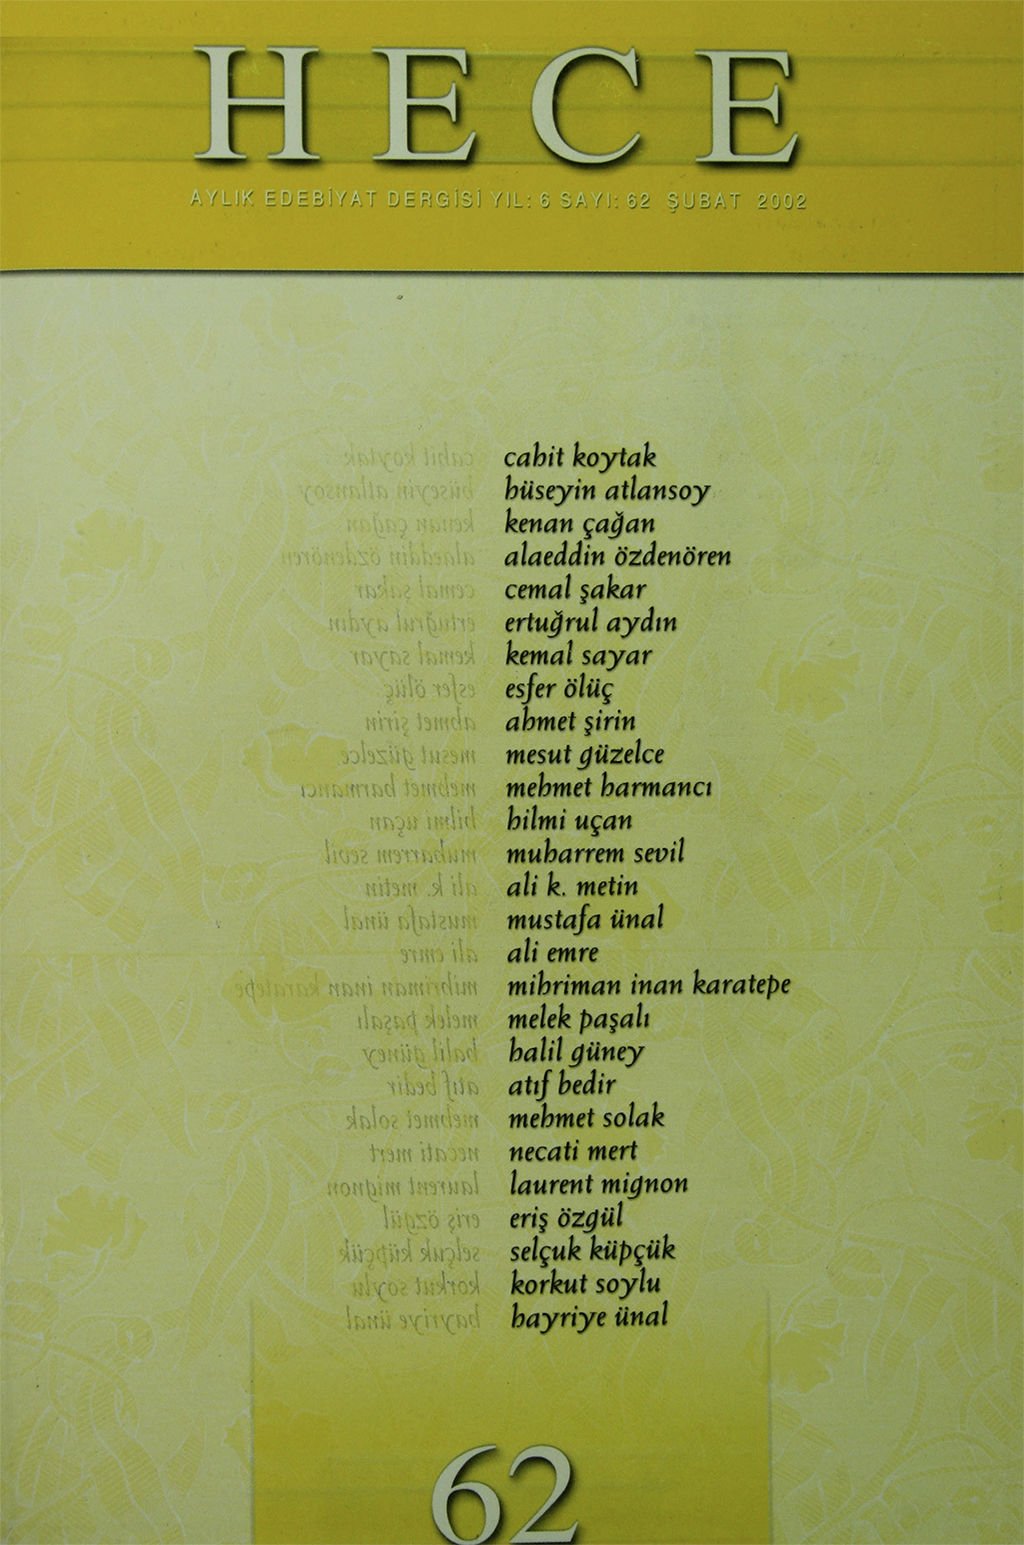 HECE
AYLIK EDEBİYAT DERGİSİ YIL: 6 SAYI: 62 ŞUBAT 2002
cahit koytak
hüseyin atlansoy
kenan çağan
alaeddin özdenören
cemal şakar
ertuğrul aydın
kemal sayar
esfer ölüç
ahmet şirin
mesut güzelce
mehmet harmancı
hilmi uçan
muharrem sevil
ali k. metin
mustafa ünal
ali emre
mihriman inan karatepe
melek paşalı
halil güney
atıf bedir
mehmet solak
necati mert
laurent mignon
eriş özgül
selçuk küpçük
korkut soylu
hayriye ünal
62